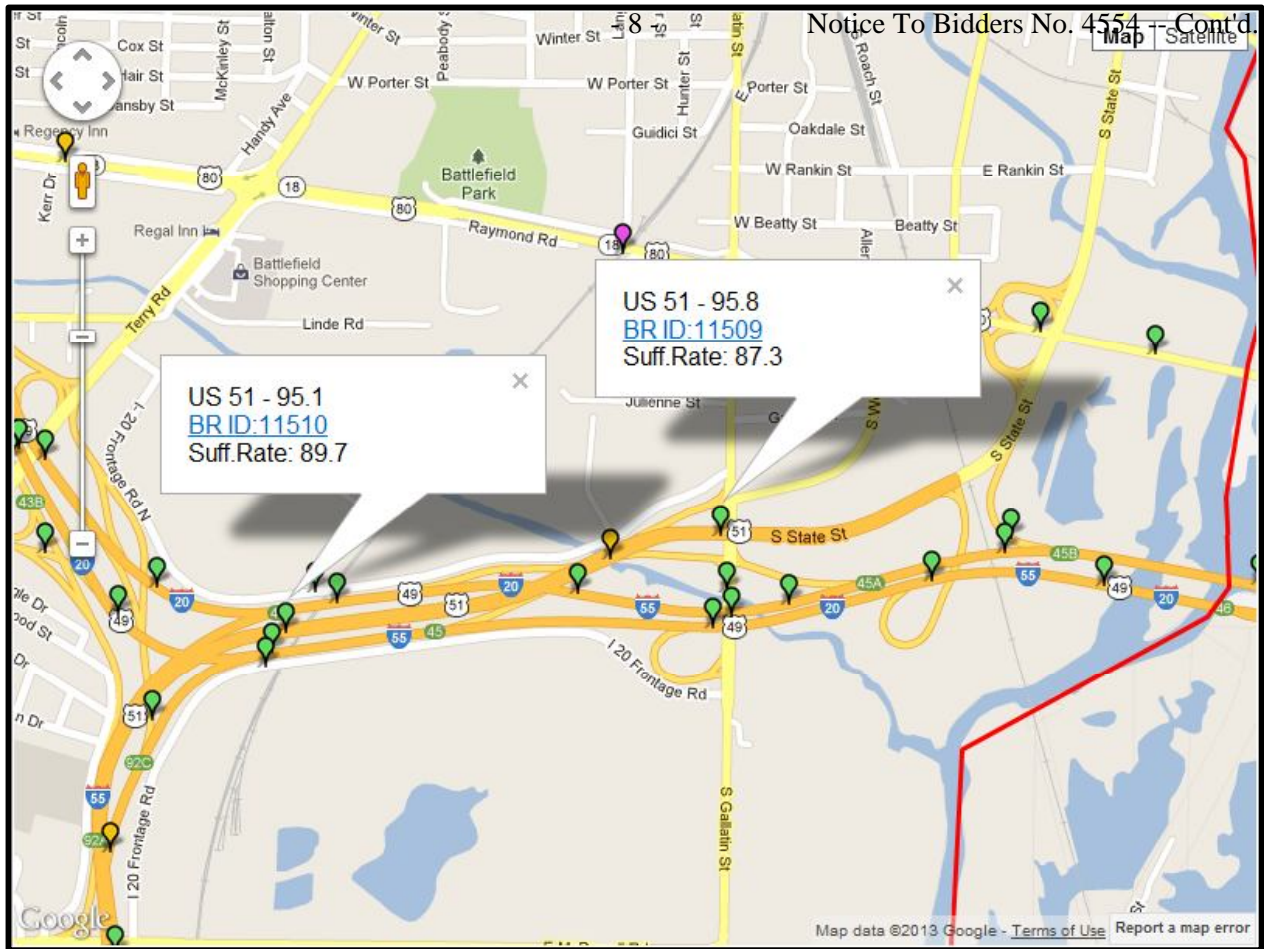 - 8 -
Notice To Bidders No. 4554 -- Cont'd.
Map
Satellite
Cox St
McKinley St
Winter St
Peabody St
Winter St
Hunter St
E Porter St
S Roach St
S State St
W Porter St
W Porter St
Handy Ave
Guidici St
Oakdale St
Regency Inn
Kerr Dr
80
18
80
Battlefield
Park
W Rankin St
E Rankin St
Raymond Rd
W Beatty St
Beatty St
18
80
Regal Inn
Battlefield
Shopping Center
Terry Rd
Linde Rd
US 51 - 95.8
BR ID:11509
Suff.Rate: 87.3
US 51 - 95.1
BR ID:11510
Suff.Rate: 89.7
Julienne St
S State St
I-20 Frontage Rd N
43B
20
49
20
49
51
20
51
S State St
55
45A
20
55
45B
49
20
46
55
45
49
I 20 Frontage Rd
51
92C
55
92A
I 20 Frontage Rd
S Gallatin St
Google
Map data ©2013 Google - Terms of Use
Report a map error